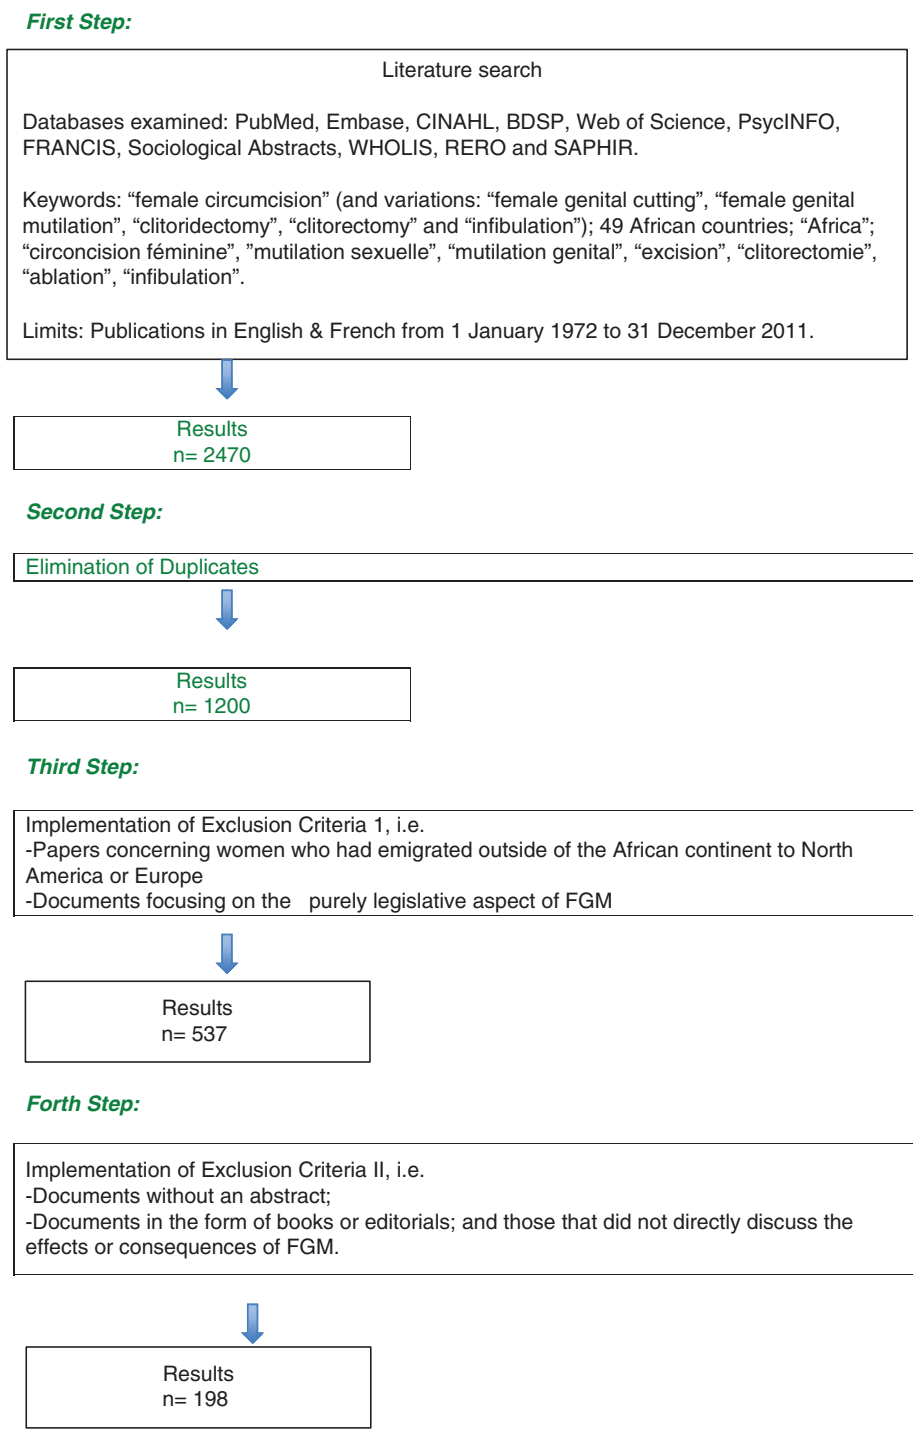 First Step:
Literature search
Databases examined: PubMed, Embase, CINAHL, BDSP, Web of Science, PsycINFO,
FRANCIS, Sociological Abstracts, WHOLIS, RERO and SAPHIR.
Keywords: “female circumcision” (and variations: “female genital cutting”, “female genital
mutilation”, “clitoridectomy”, “clitorectomy” and “infibulation”); 49 African countries; “Africa”;
“circoncision féminine”, ”mutilation sexuelle”, “mutilation genital”, “excision”, “clitorectomie”,
“ablation”, “infibulation”.
Limits: Publications in English & French from 1 January 1972 to 31 December 2011.
Results
n= 2470
Second Step:
Elimination of Duplicates
Results
n= 1200
Third Step:
Implementation of Exclusion Criteria 1, i.e.
-Papers concerning women who had emigrated outside of the African continent to North
America or Europe
-Documents focusing on the purely legislative aspect of FGM
Results
n= 537
Forth Step:
Implementation of Exclusion Criteria II, i.e.
-Documents without an abstract;
-Documents in the form of books or editorials; and those that did not directly discuss the
effects or consequences of FGM.
Results
n= 198